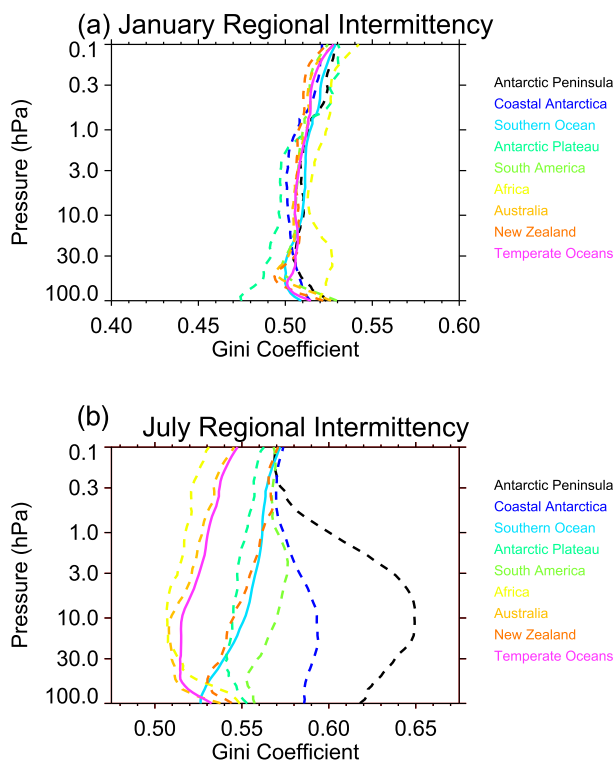 (a) January Regional Intermittency
0.1
0.3
1.0
3.0
10.0
30.0
100.0
Pressure (hPa)
0.40 0.45 0.50 0.55 0.60
Gini Coefficient
Antarctic Peninsula
Coastal Antarctica
Southern Ocean
Antarctic Plateau
South America
Africa
Australia
New Zealand
Temperate Oceans
(b) July Regional Intermittency
0.1
0.3
1.0
3.0
10.0
30.0
100.0
Pressure (hPa)
0.50 0.55 0.60 0.65
Gini Coefficient
Antarctic Peninsula
Coastal Antarctica
Southern Ocean
Antarctic Plateau
South America
Africa
Australia
New Zealand
Temperate Oceans